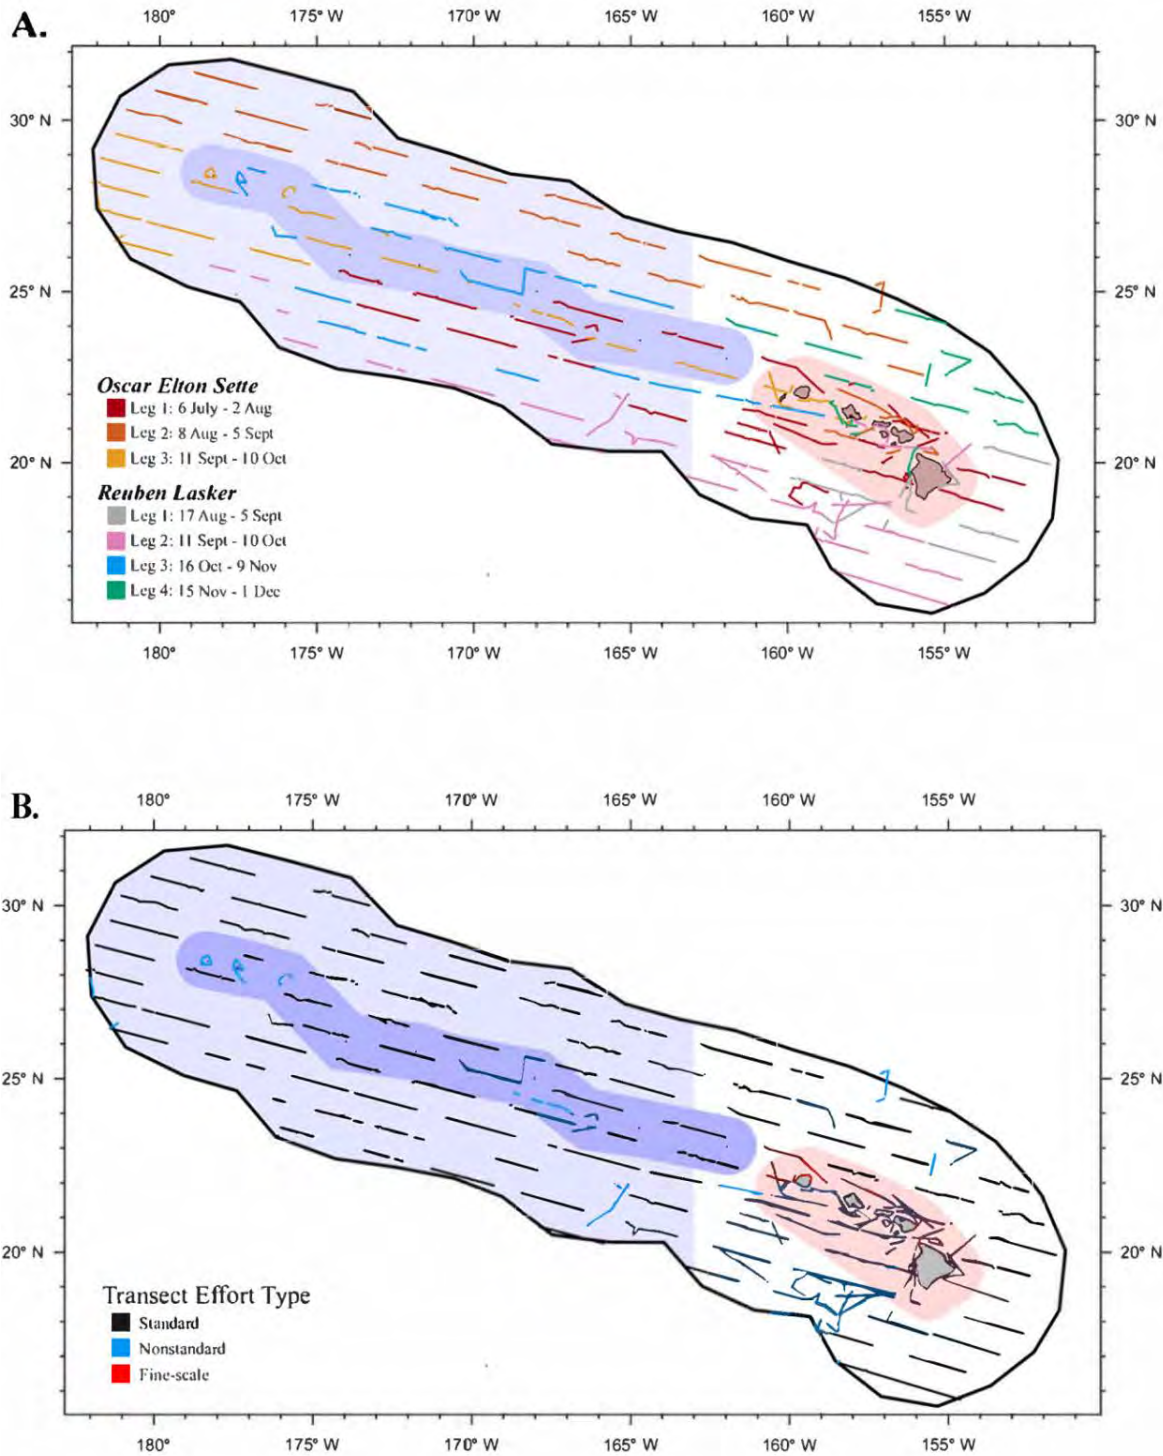 A.
180° 175° W 170° W 165° W 160° W 155° W
30° N 30° N
25° N 25° N
20° N 20° N
Oscar Elton Sette
Leg 1: 6 July - 2 Aug
Leg 2: 8 Aug - 5 Sept
Leg 3: 11 Sept - 10 Oct
Reuben Lasker
Leg 1: 17 Aug - 5 Sept
Leg 2: 11 Sept - 10 Oct
Leg 3: 16 Oct - 9 Nov
Leg 4: 15 Nov - 1 Dec
180° 175° W 170° W 165° W 160° W 155° W
B.
180° 175° W 170° W 165° W 160° W 155° W
30° N 30° N
25° N 25° N
20° N 20° N
Transect Effort Type
Standard
Nonstandard
Fine-scale
180° 175° W 170° W 165° W 160° W 155° W